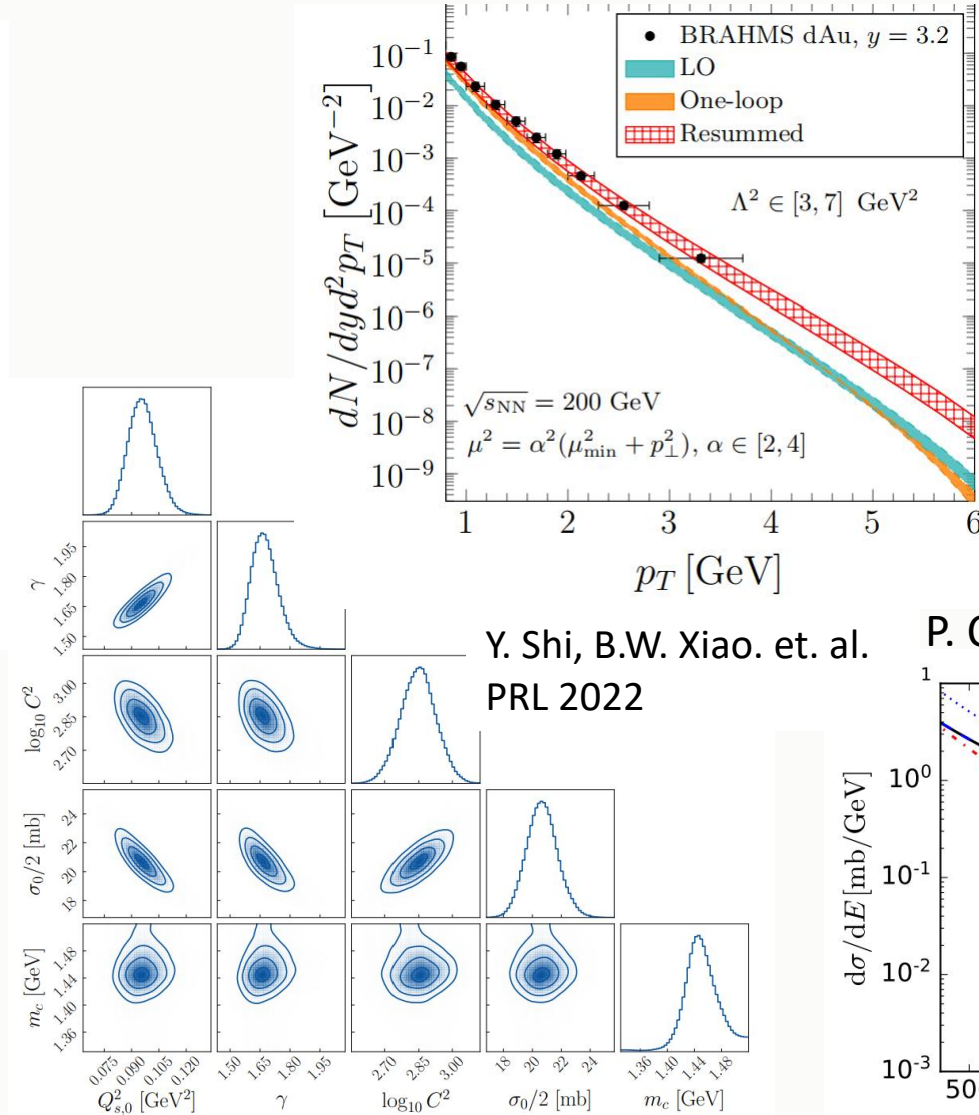 10⁻¹
10⁻²
10⁻³
10⁻⁴
10⁻⁵
10⁻⁶
10⁻⁷
10⁻⁸
10⁻⁹
dN/dyd²p_T [GeV⁻²]
BRAHMS dAu, y = 3.2
LO
One-loop
Resummed
Λ² ∈ [3, 7] GeV²
√s_NN = 200 GeV
μ² = α²(μ²_min + p²_⊥), α ∈ [2, 4]
1 2 3 4 5 6
p_T [GeV]
Y. Shi, B.W. Xiao. et. al.
PRL 2022
γ
1.95
1.80
1.65
1.50
log₁₀ C²
3.00
2.85
2.70
σ₀/2 [mb]
24
22
20
18
m_c [GeV]
1.48
1.44
1.40
1.36
0.075 0.090 0.105 0.120
Q²_{s,0} [GeV²]
1.50 1.65 1.80 1.95
γ
2.70 2.85 3.00
log₁₀ C²
18 20 22 24
σ₀/2 [mb]
1.36 1.40 1.44 1.48
m_c [GeV]
P.
1
10⁰
10⁻¹
10⁻²
10⁻³
dσ/dE [mb/GeV]
50